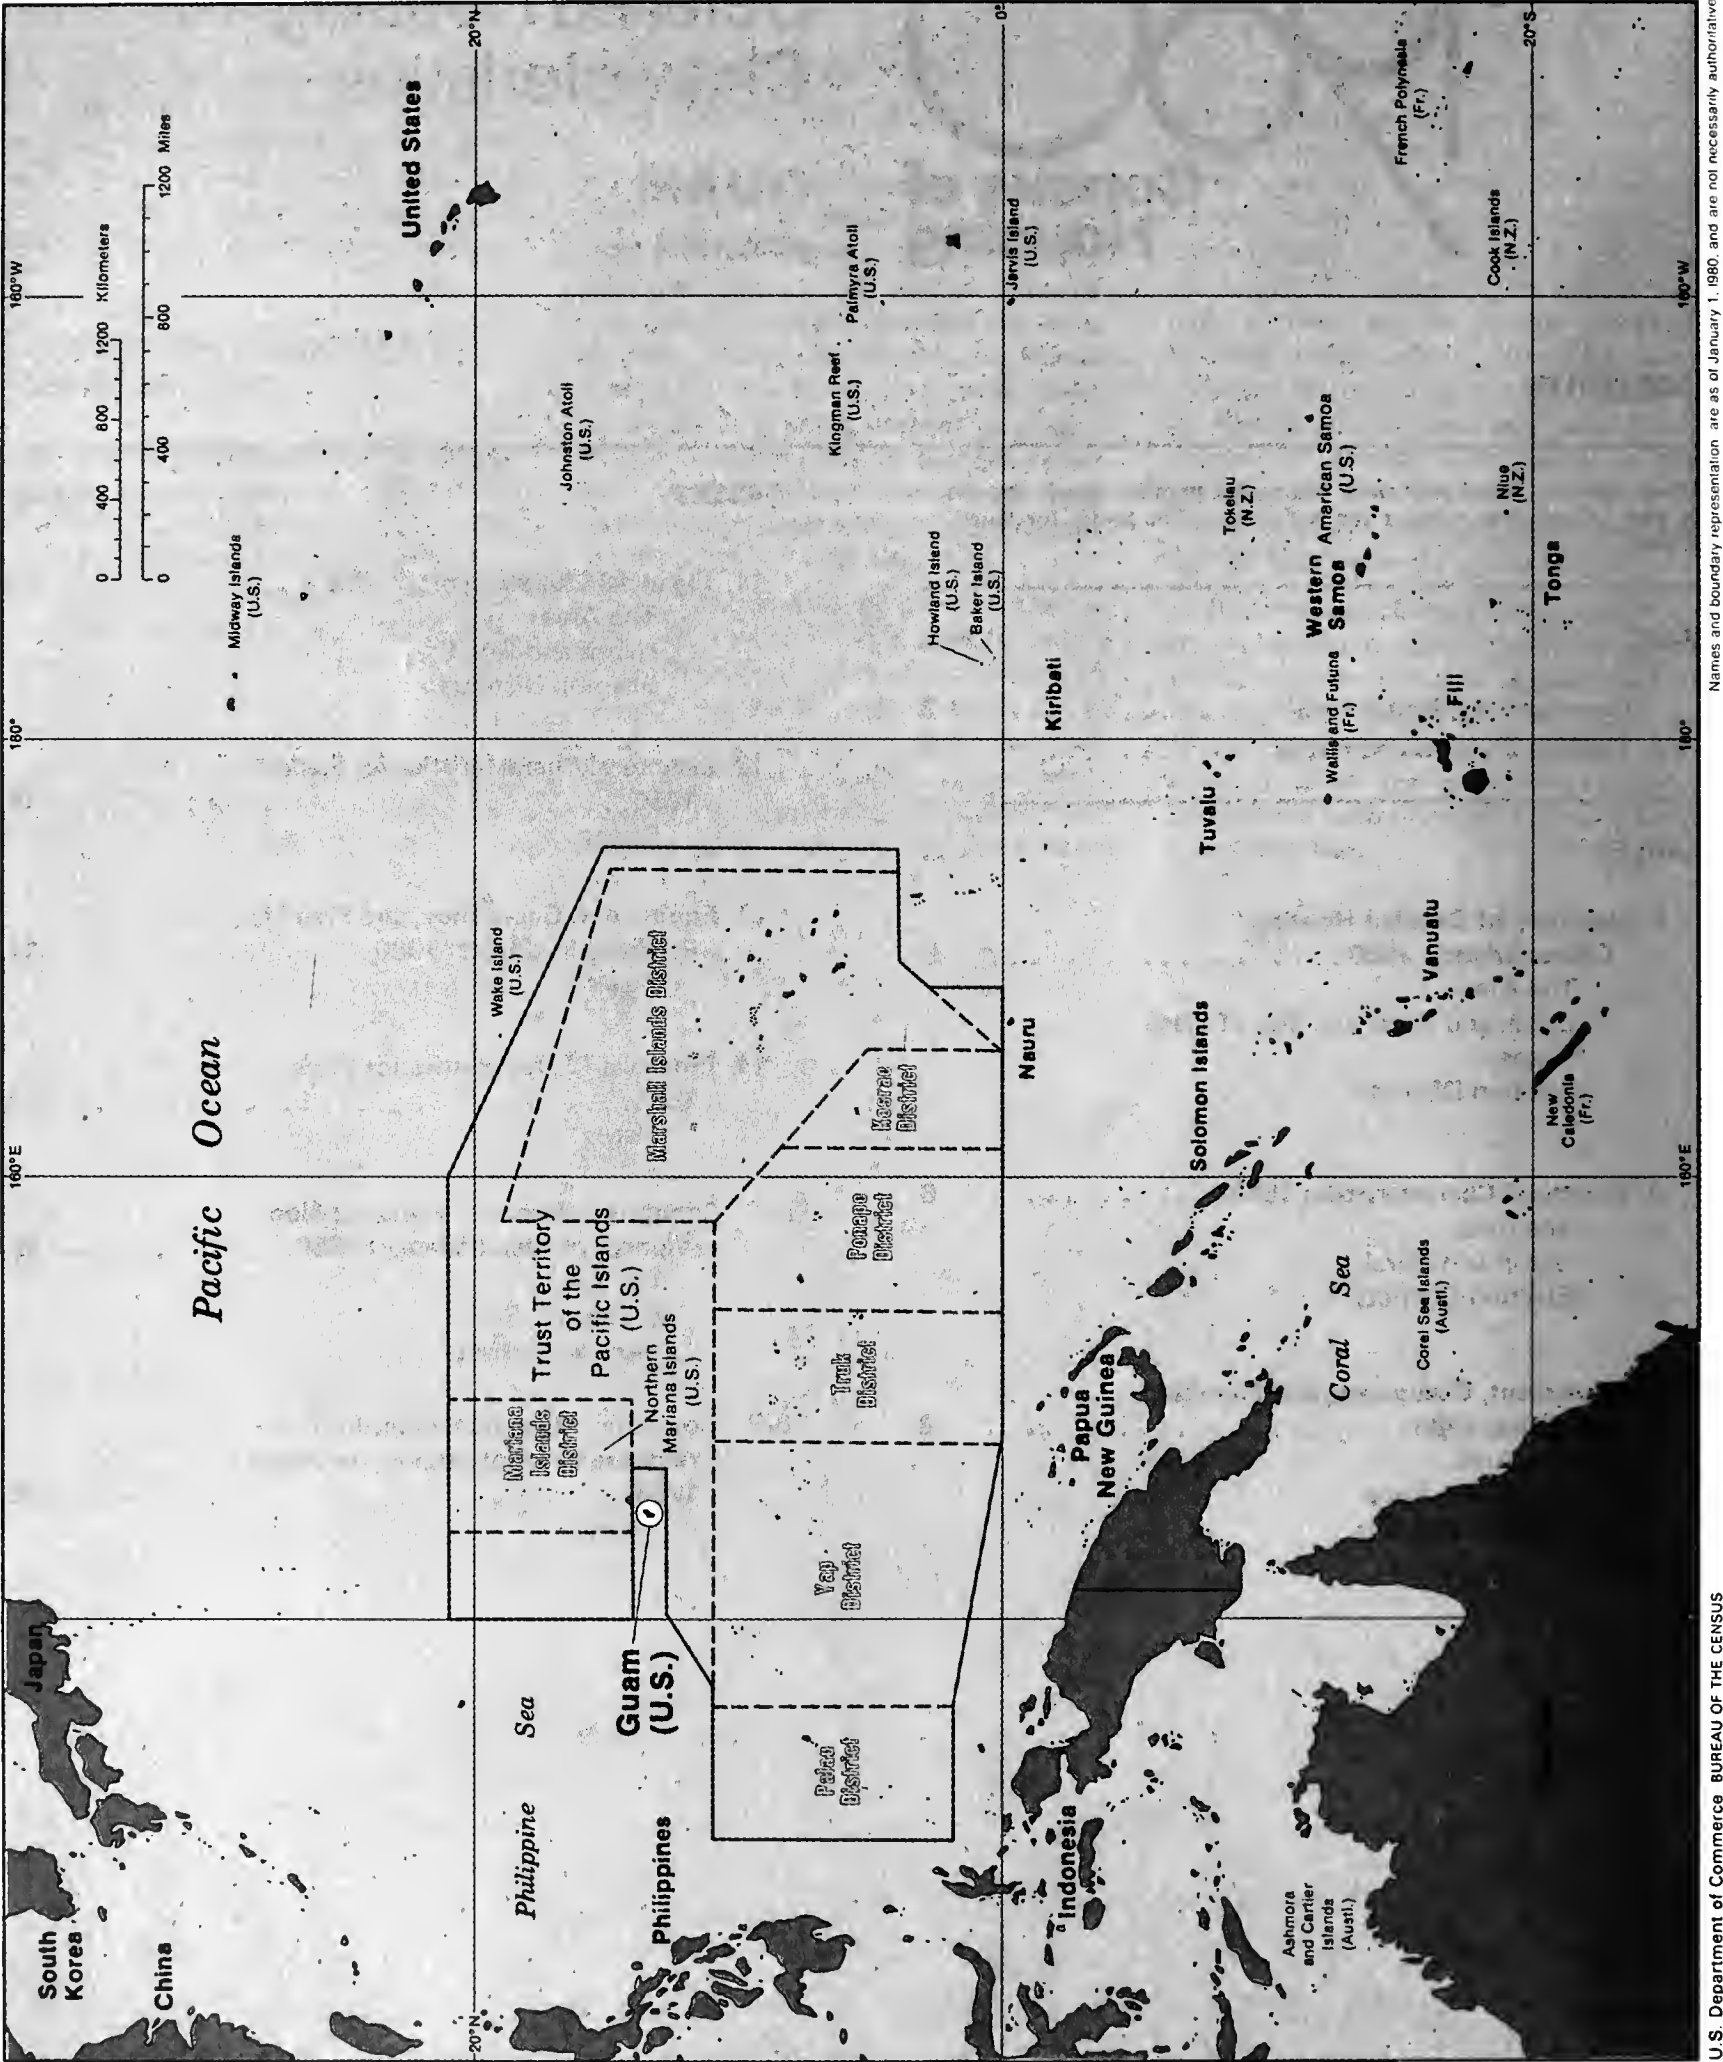 South
Korea
China
Japan
Pacific Ocean
160°E
180°
160°W
0 400 800 1200 Kilometers
0 400 800 1200 Miles
Midway Islands
(U.S.)
United States
20°N
20°N
Philippine Sea
Philippines
Guam
(U.S.)
Mariana
Islands
District
Northern
Mariana Islands
(U.S.)
Trust Territory
of the
Pacific Islands
(U.S.)
Wake Island
(U.S.)
Marshall Islands District
Johnston Atoll
(U.S.)
Kingman Reef
(U.S.)
Palmyra Atoll
(U.S.)
Palau
District
Yap
District
Truk
District
Ponape
District
Kosrae
District
Howland Island
(U.S.)
Baker Island
(U.S.)
0°
Jarvis Island
(U.S.)
Nauru
Kiribati
Indonesia
Papua
New Guinea
Solomon Islands
Tuvalu
Tokelau
(N.Z.)
Ashmora
and Cartier
Islands
(Austl.)
Coral Sea
Coral Sea Islands
(Austl.)
Vanuatu
Wallis and Futuna
(Fr.)
Western
Samoa
Amarican Samoa
(U.S.)
Fiji
French Polynesia
(Fr.)
Cook Islands
(N.Z.)
Niue
(N.Z.)
Tonga
New
Caledonia
(Fr.)
20°S
160°E
180°
160°W
U.S. Department of Commerce BUREAU OF THE CENSUS
Names and boundary representation are as of January 1, 1980, and are not necessarily authoritative